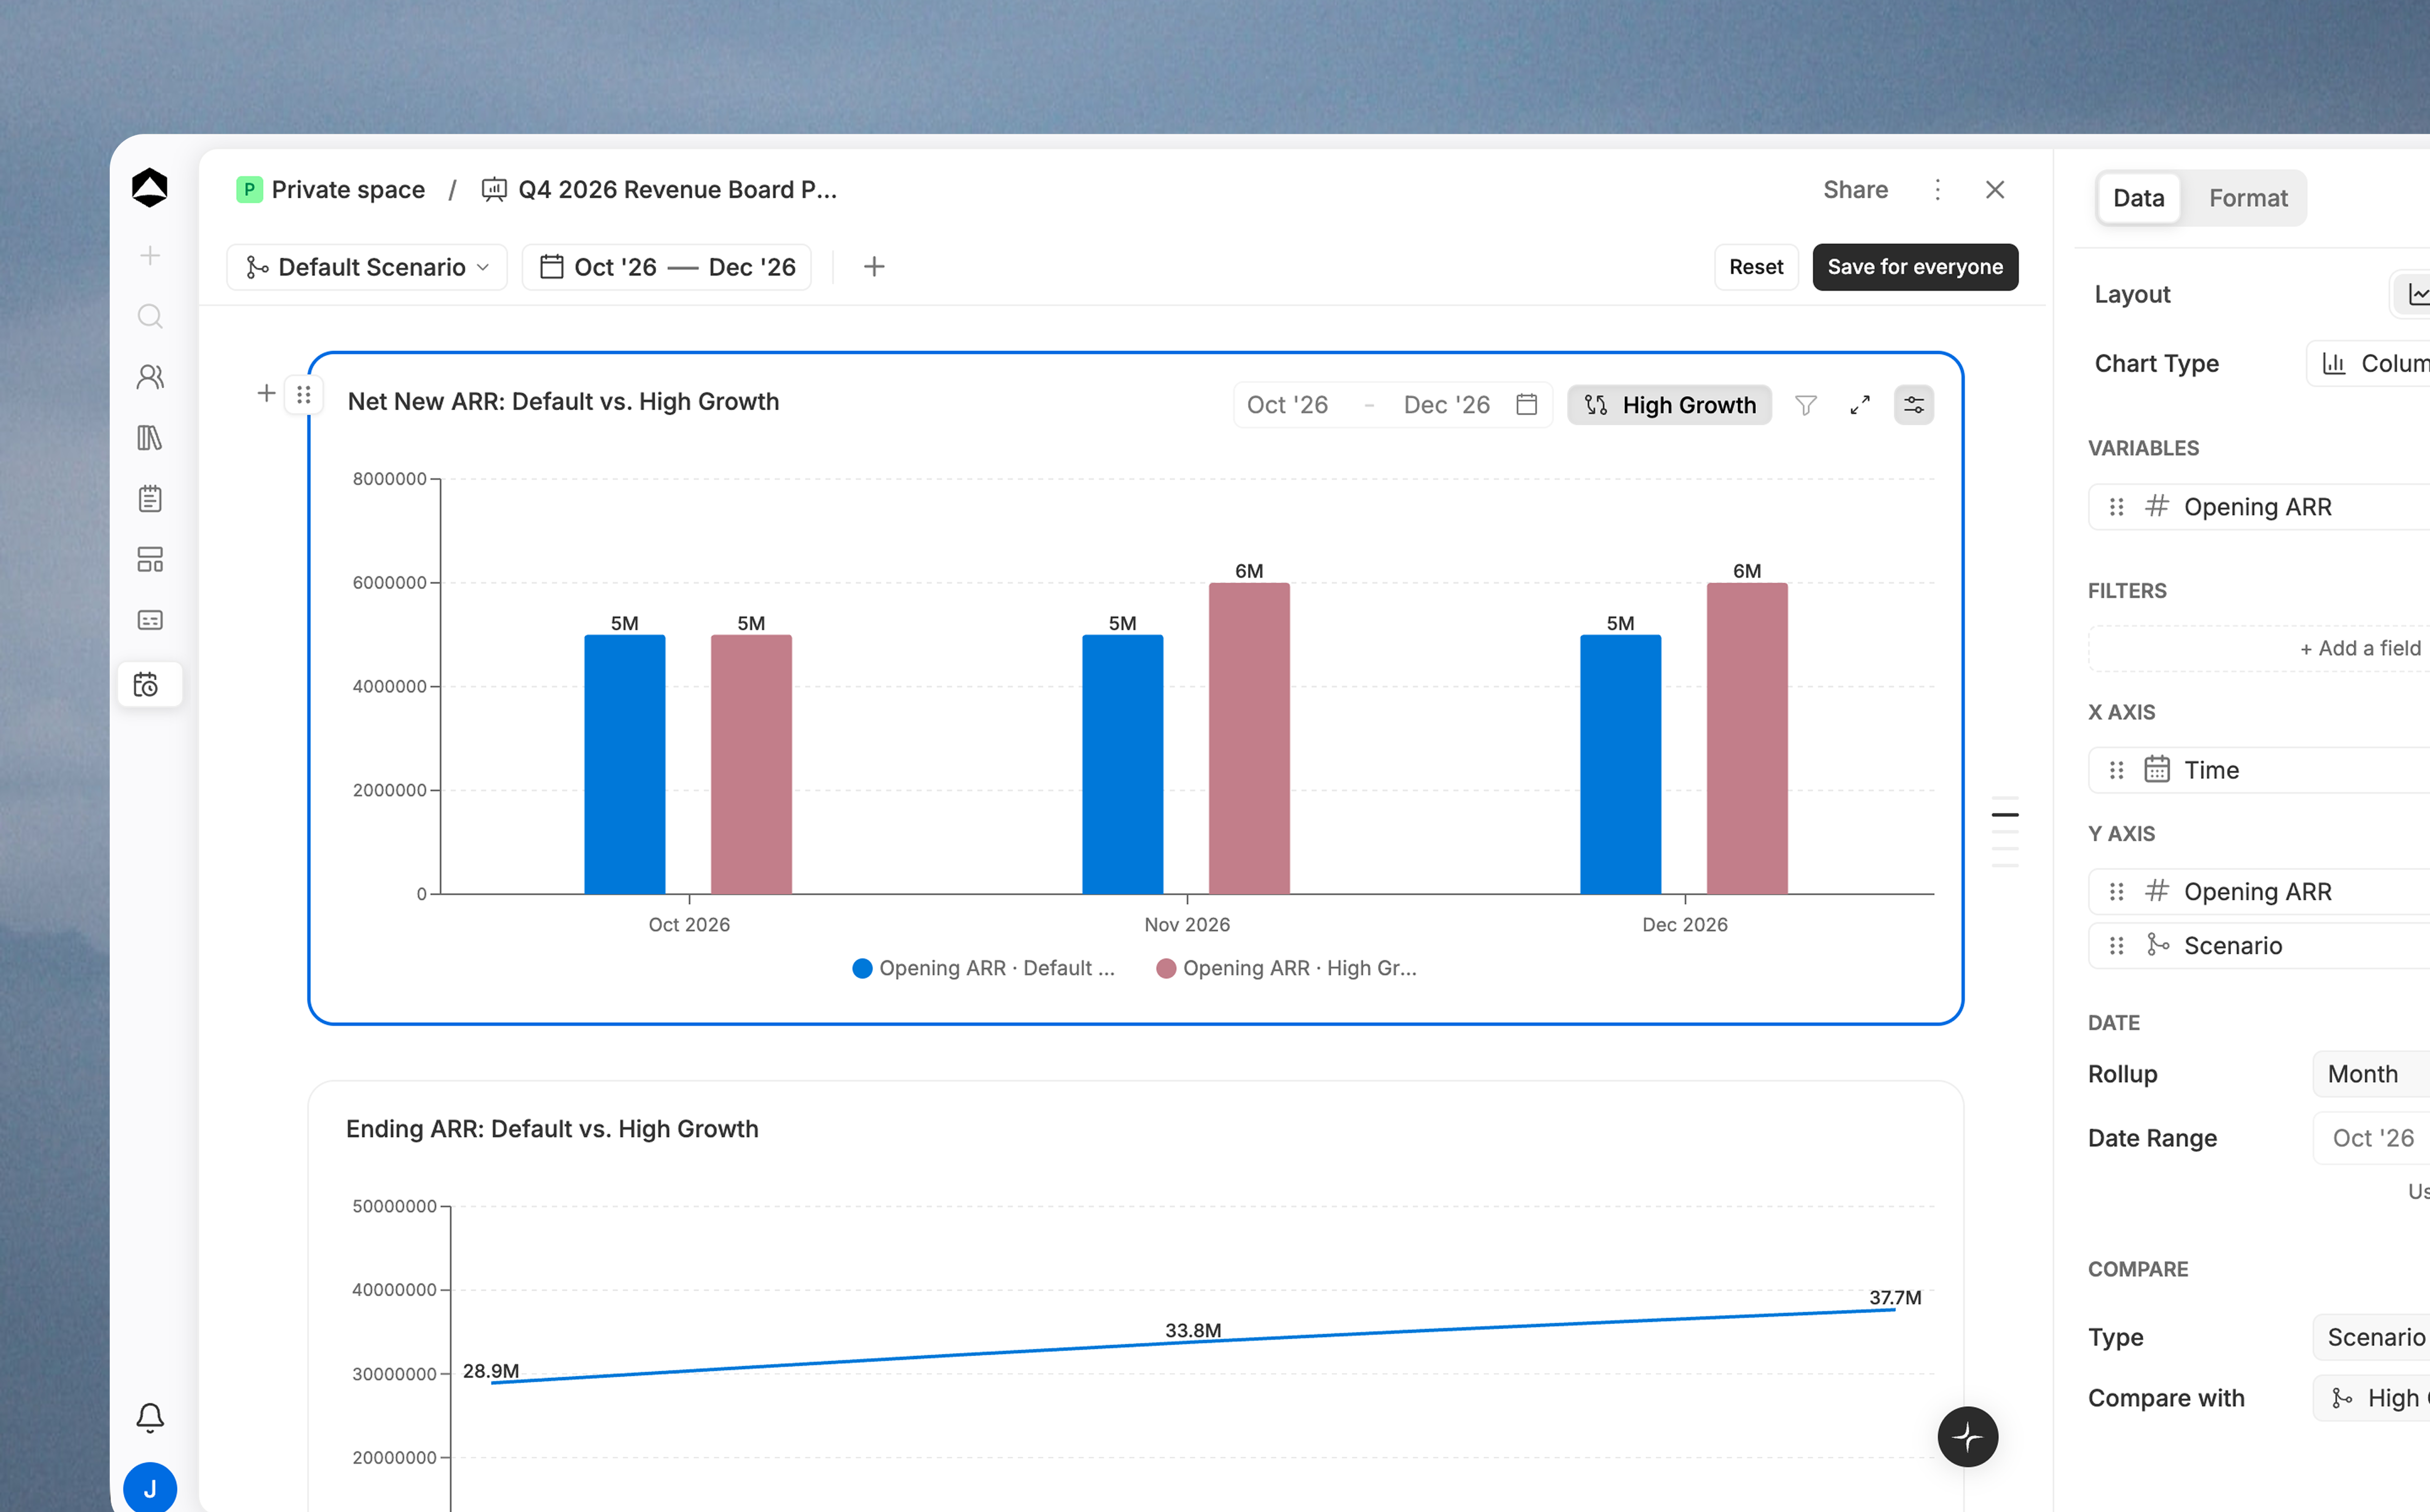 P Private space / Q4 2026 Revenue Board P...
Share
Default Scenario
Oct '26 — Dec '26
Reset
Save for everyone
Net New ARR: Default vs. High Growth
Oct '26 - Dec '26
High Growth
8000000
6000000
4000000
2000000
0
5M 5M
5M 6M
5M 6M
Oct 2026 Nov 2026 Dec 2026
Opening ARR · Default ... Opening ARR · High Gr...
Ending ARR: Default vs. High Growth
50000000
40000000
30000000
20000000
28.9M
33.8M
37.7M
J
Data Format
Layout
Chart Type Colum
VARIABLES
Opening ARR
FILTERS
+ Add a field
X AXIS
Time
Y AXIS
Opening ARR
Scenario
DATE
Rollup Month
Date Range Oct '26
Us
COMPARE
Type Scenario
Compare with High